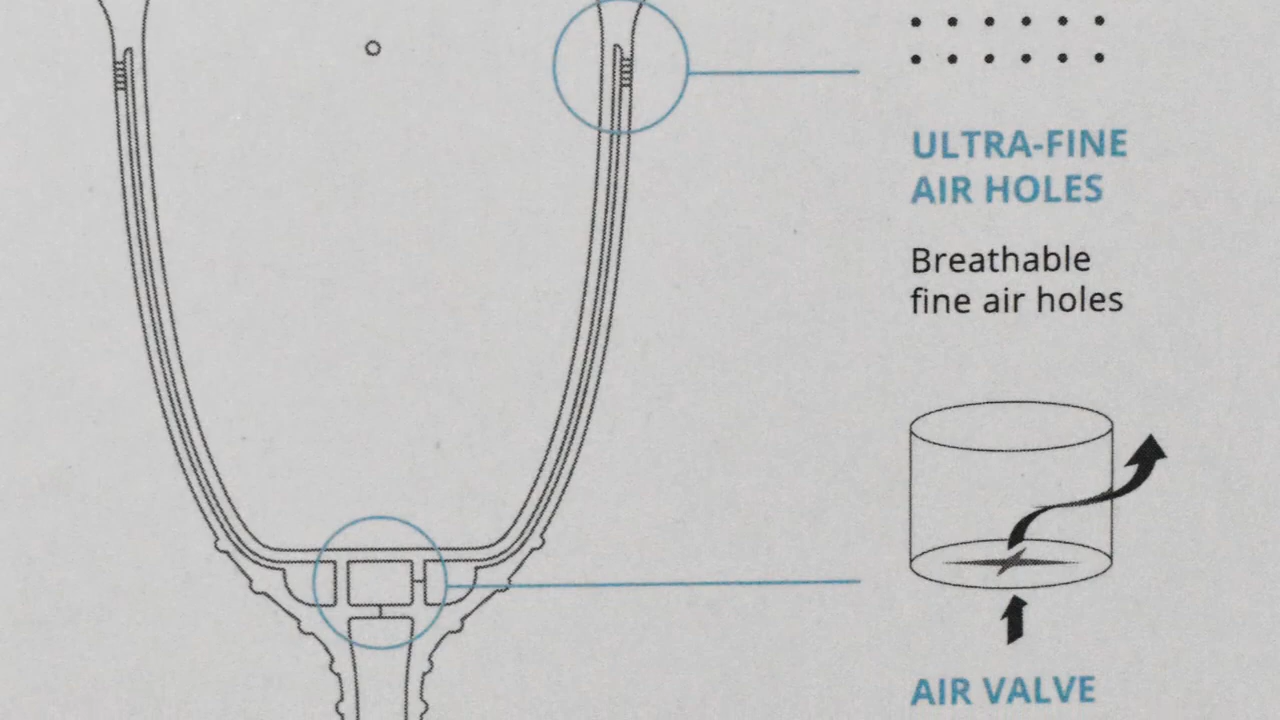 ULTRA-FINE
AIR HOLES
Breathable
fine air holes
AIR VALVE